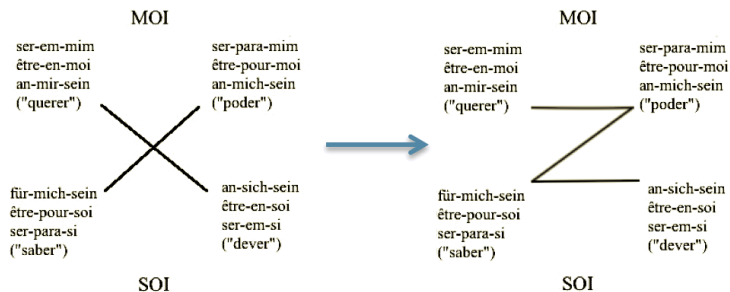 MOI
ser-em-mim
être-en-moi
an-mir-sein
("querer")
ser-para-mim
être-pour-moi
an-mich-sein
("poder")
für-mich-sein
être-pour-soi
ser-para-si
("saber")
an-sich-sein
être-en-soi
ser-em-si
("dever")
SOI
MOI
ser-em-mim
être-en-moi
an-mir-sein
("querer")
ser-para-mim
être-pour-moi
an-mich-sein
("poder")
für-mich-sein
être-pour-soi
ser-para-si
("saber")
an-sich-sein
être-en-soi
ser-em-si
("dever")
SOI